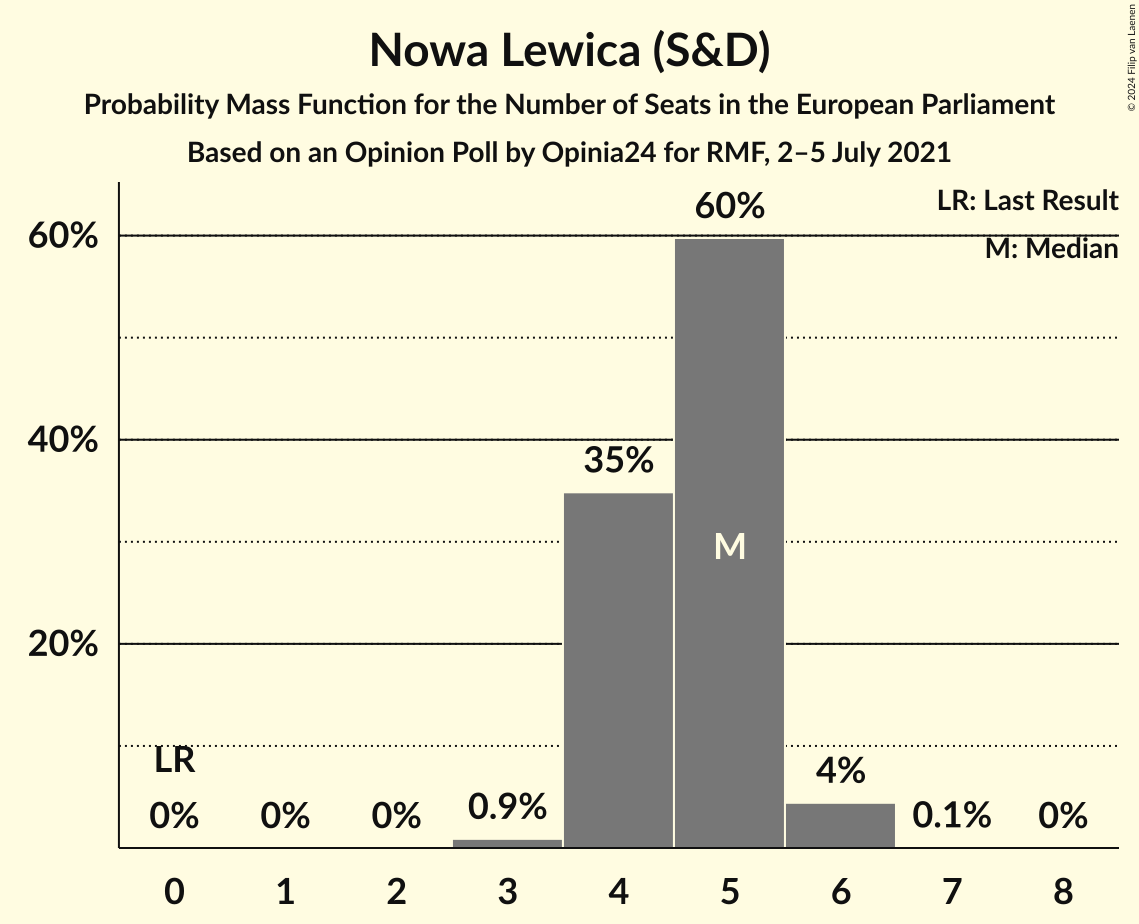 Nowa Lewica (S&D)
Probability Mass Function for the Number of Seats in the European Parliament
Based on an Opinion Poll by Opinia24 for RMF, 2–5 July 2021
© 2024 Filip van Laenen
LR: Last Result
M: Median
60%
40%
20%
LR
0%
0%
0%
0.9%
35%
60%
M
4%
0.1%
0%
0 1 2 3 4 5 6 7 8